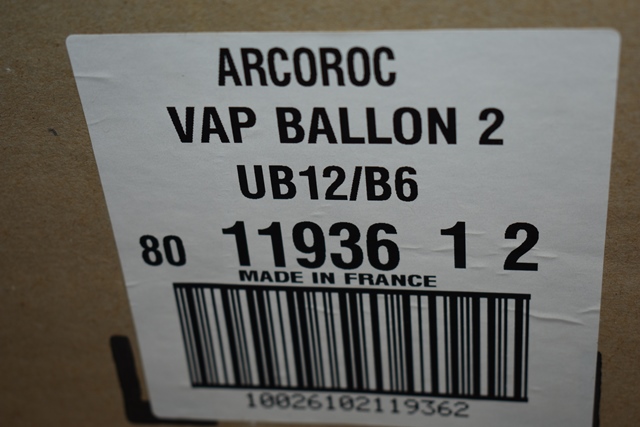 ARCOROC
VAP BALLON 2
UB12/B6
80 11936 1 2
MADE IN FRANCE
10026102119362